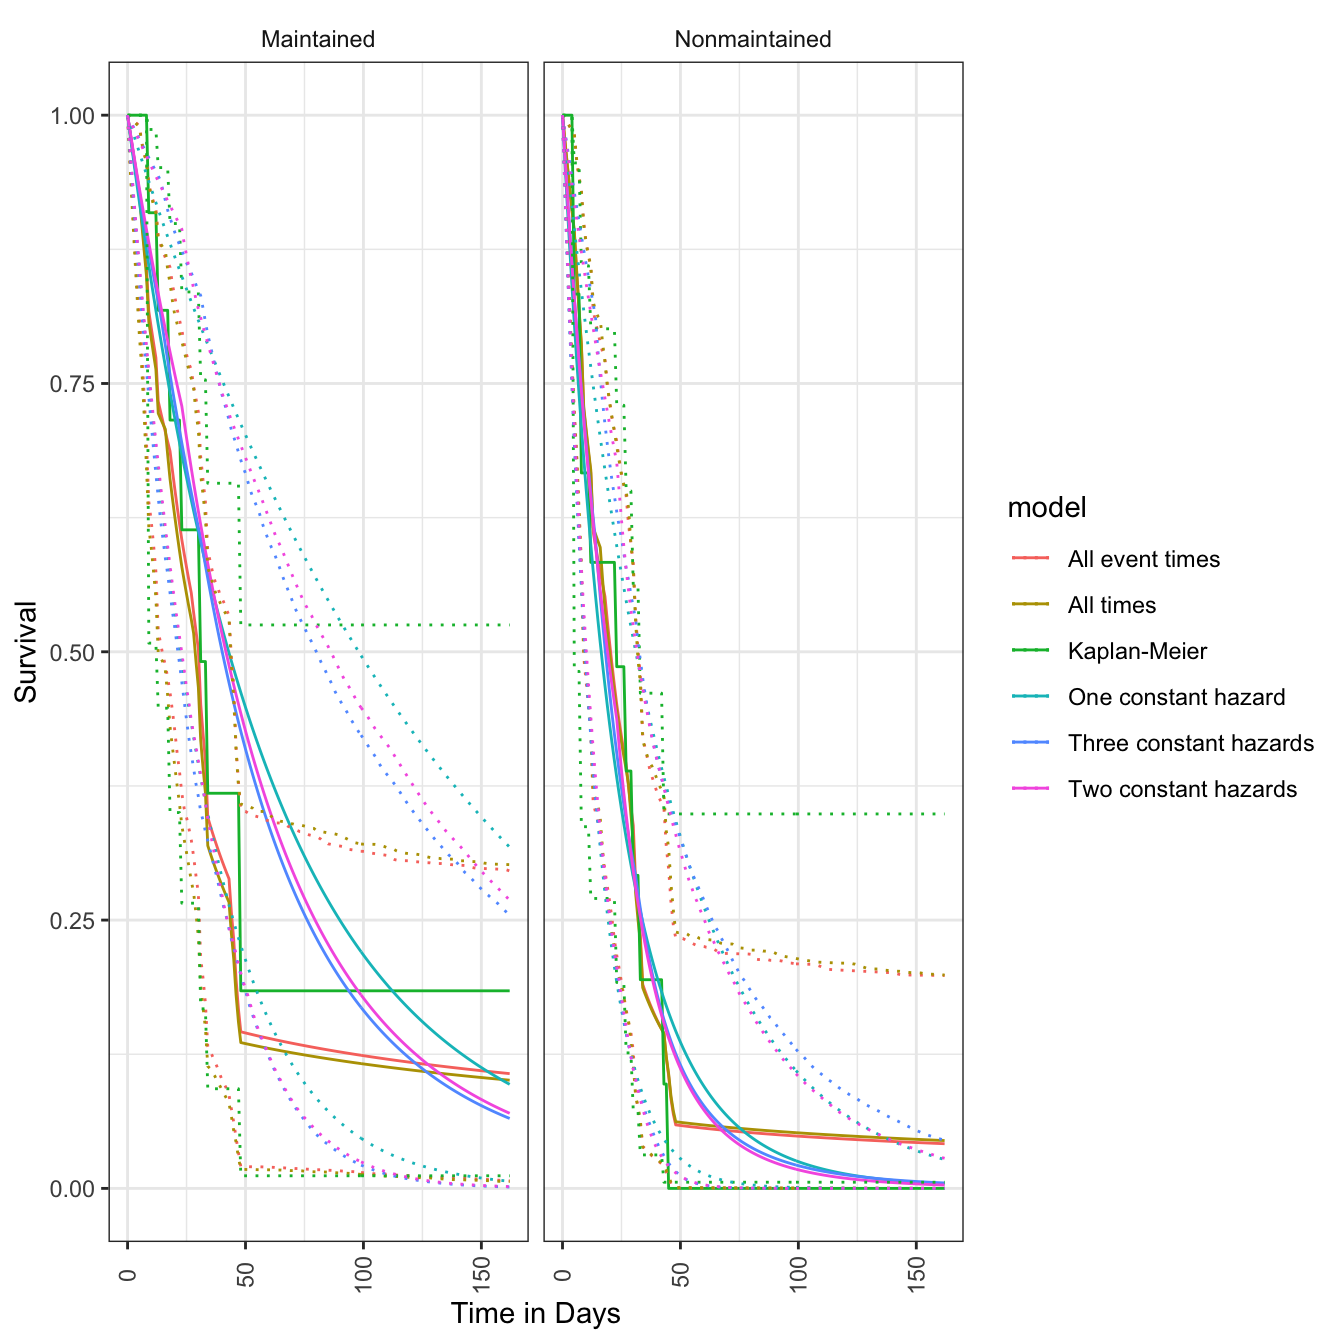 Maintained
Nonmaintained
1.00
0.75
0.50
0.25
0.00
Survival
0
50
100
150
0
50
100
150
Time in Days
model
All event times
All times
Kaplan-Meier
One constant hazard
Three constant hazards
Two constant hazards